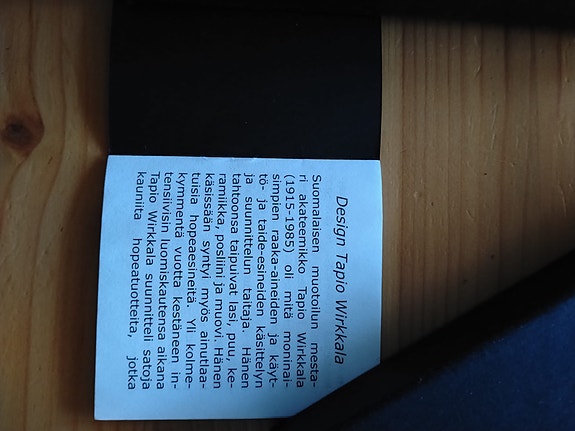 Design Tapio Wirkkala
Suomalaisen muotoilun mesta-
ri akateemikko Tapio Wirkkala
(1915-1985) oli mitä moninai-
simpien raaka-aineiden ja käyt-
tö- ja taide-esineiden käsittelyn
ja suunnittelun taitaja. Hänen
tahtoonsa taipuivat lasi, puu, ke-
ramiikka, posliini ja muovi. Hänen
käsissään syntyi myös ainutlaa-
tuisia hopeaesineitä. Yli kolme-
kymmentä vuotta kestäneen in-
tensiivisin luomiskautensa aikana
Tapio Wirkkala suunnitteli satoja
kauniita hopeatuotteita, jotka